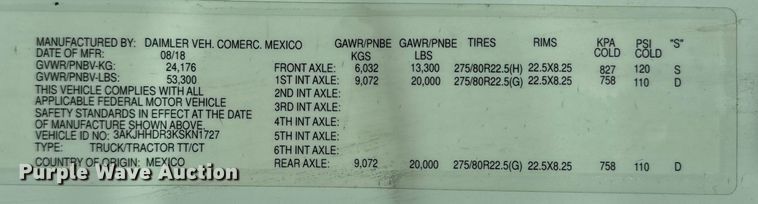 MANUFACTURED BY: DAIMLER VEH. COMERC. MEXICO GAWR/PNBE GAWR/PNBE TIRES RIMS KPA PSI "S"
DATE OF MFR: 08/18 KGS LBS COLD COLD
GVWR/PNBV-KG: 24,176 FRONT AXLE: 6,032 13,300 275/80R22.5(H) 22.5X8.25 827 120 S
GVWR/PNBV-LBS: 53,300 1ST INT AXLE: 9,072 20,000 275/80R22.5(G) 22.5X8.25 758 110 D
THIS VEHICLE COMPLIES WITH ALL 2ND INT AXLE:
APPLICABLE FEDERAL MOTOR VEHICLE 3RD INT AXLE:
SAFETY STANDARDS IN EFFECT AT THE DATE 4TH INT AXLE:
OF MANUFACTURE SHOWN ABOVE.
VEHICLE ID NO: 3AKJHHDR3KSKN1727 5TH INT AXLE:
TYPE: TRUCK/TRACTOR TT/CT 6TH INT AXLE:
COUNTRY OF ORIGIN: MEXICO REAR AXLE: 9,072 20,000 275/80R22.5(G) 22.5X8.25 758 110 D
Purple Wave Auction